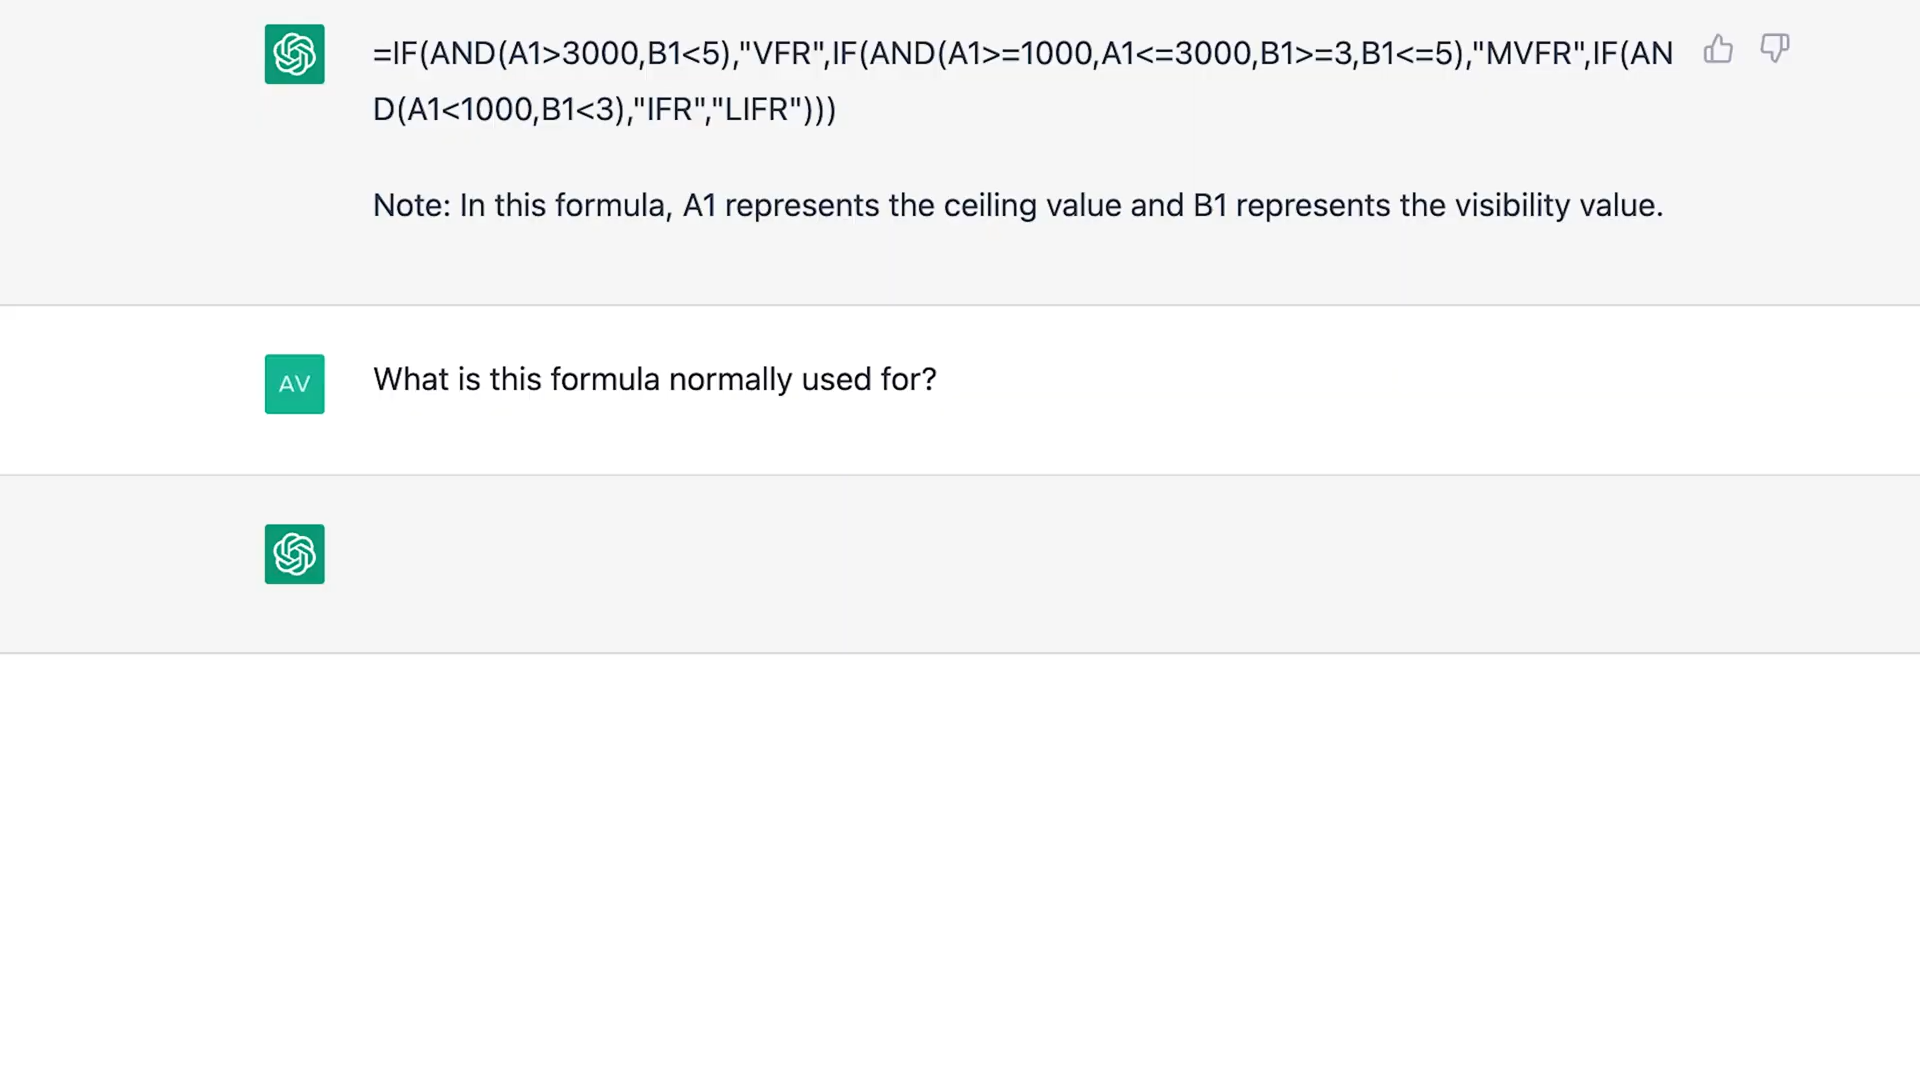 =IF(AND(A1>3000,B1<5),"VFR",IF(AND(A1>=1000,A1<=3000,B1>=3,B1<=5),"MVFR",IF(AN
D(A1<1000,B1<3),"IFR","LIFR")))
Note: In this formula, A1 represents the ceiling value and B1 represents the visibility value.
AV What is this formula normally used for?